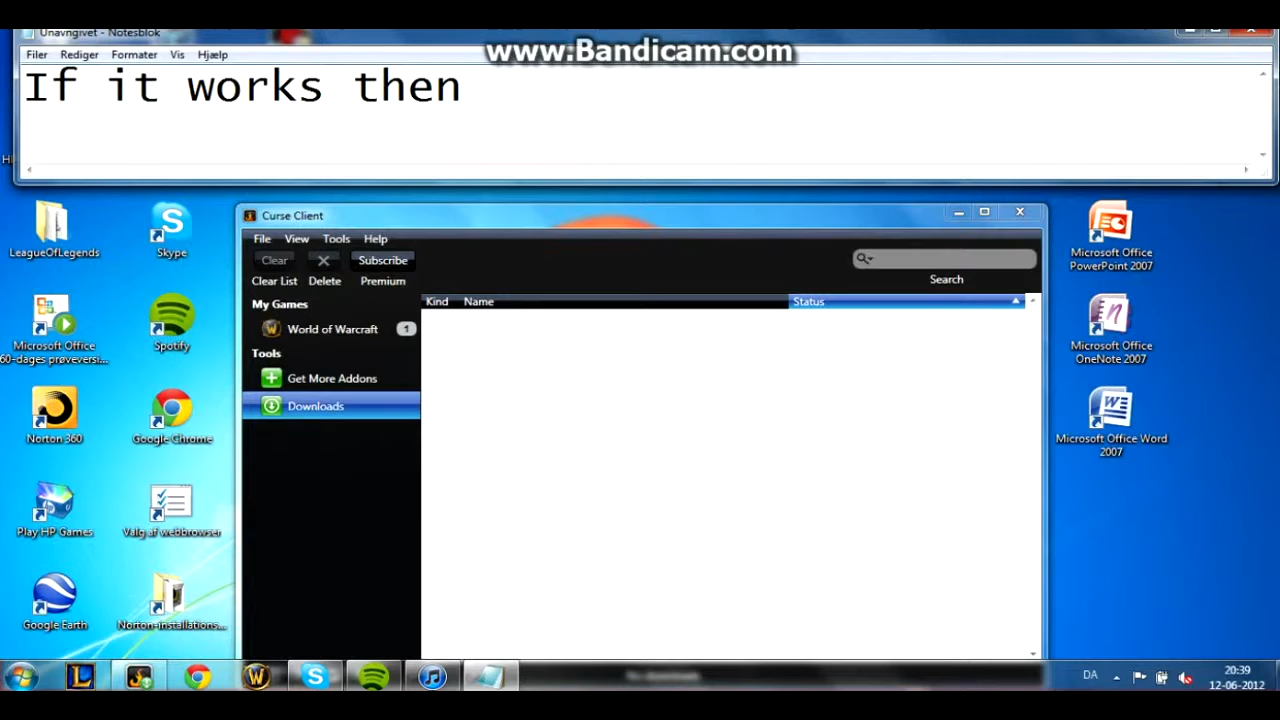 Unavngivet - Notesblok
www.Bandicam.com
Filer Rediger Formater Vis Hjælp
If it works then
LeagueOfLegends
Skype
Microsoft Office
60-dages prøveversi...
Spotify
Norton 360
Google Chrome
Play HP Games
Valg af webbrowser
Google Earth
Norton-installations...
Curse Client
File View Tools Help
Clear Subscribe
Clear List Delete Premium
Search
My Games
World of Warcraft 1
Tools
Get More Addons
Downloads
Kind Name Status
Microsoft Office
PowerPoint 2007
Microsoft Office
OneNote 2007
Microsoft Office Word
2007
DA
20:39
12-06-2012